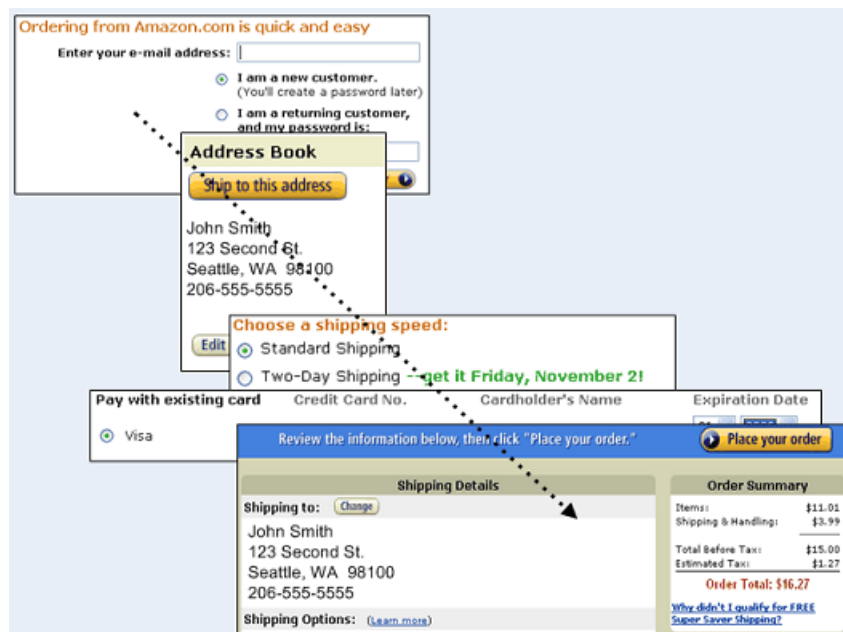 Ordering from Amazon.com is quick and easy
Enter your e-mail address:
I am a new customer.
(You'll create a password later)
I am a returning customer,
and my password is:
Address Book
Ship to this address
John Smith
123 Second St.
Seattle, WA 98100
206-555-5555
Edit
Choose a shipping speed:
Standard Shipping
Two-Day Shipping --get it Friday, November 2!
Pay with existing card Credit Card No. Cardholder's Name Expiration Date
Visa
Review the information below, then click "Place your order."
Place your order
Shipping Details
Shipping to: Change
John Smith
123 Second St.
Seattle, WA 98100
206-555-5555
Shipping Options: (Learn more)
Order Summary
Items: $11.01
Shipping & Handling: $3.99
Total Before Tax: $15.00
Estimated Tax: $1.27
Order Total: $16.27
Why didn't I qualify for FREE
Super Saver Shipping?